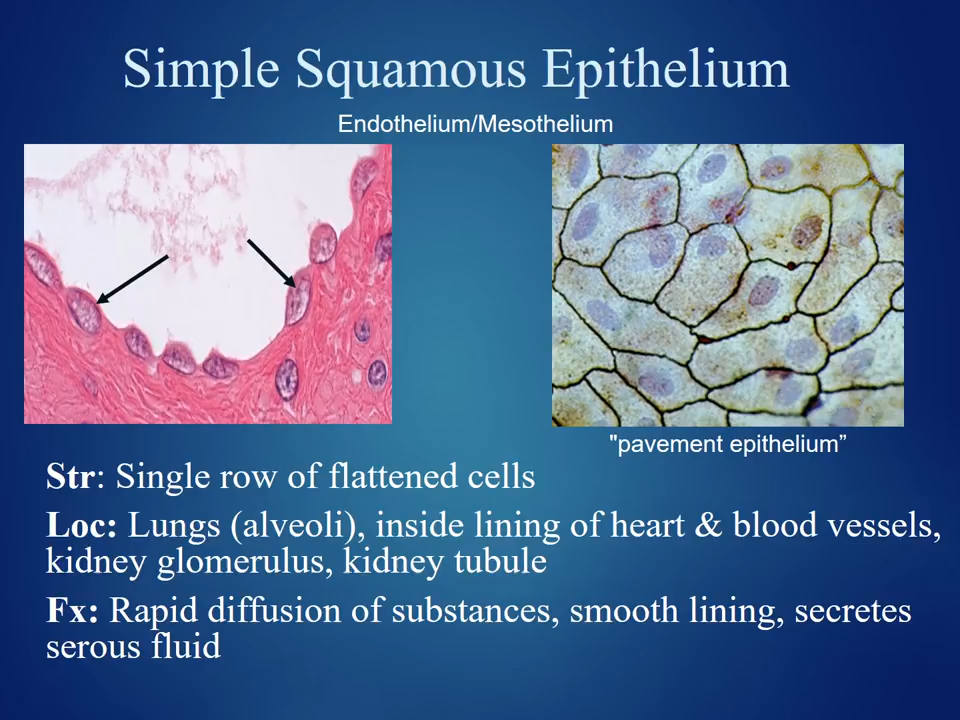 Simple Squamous Epithelium
Endothelium/Mesothelium
"pavement epithelium”
Str: Single row of flattened cells
Loc: Lungs (alveoli), inside lining of heart & blood vessels,
kidney glomerulus, kidney tubule
Fx: Rapid diffusion of substances, smooth lining, secretes
serous fluid